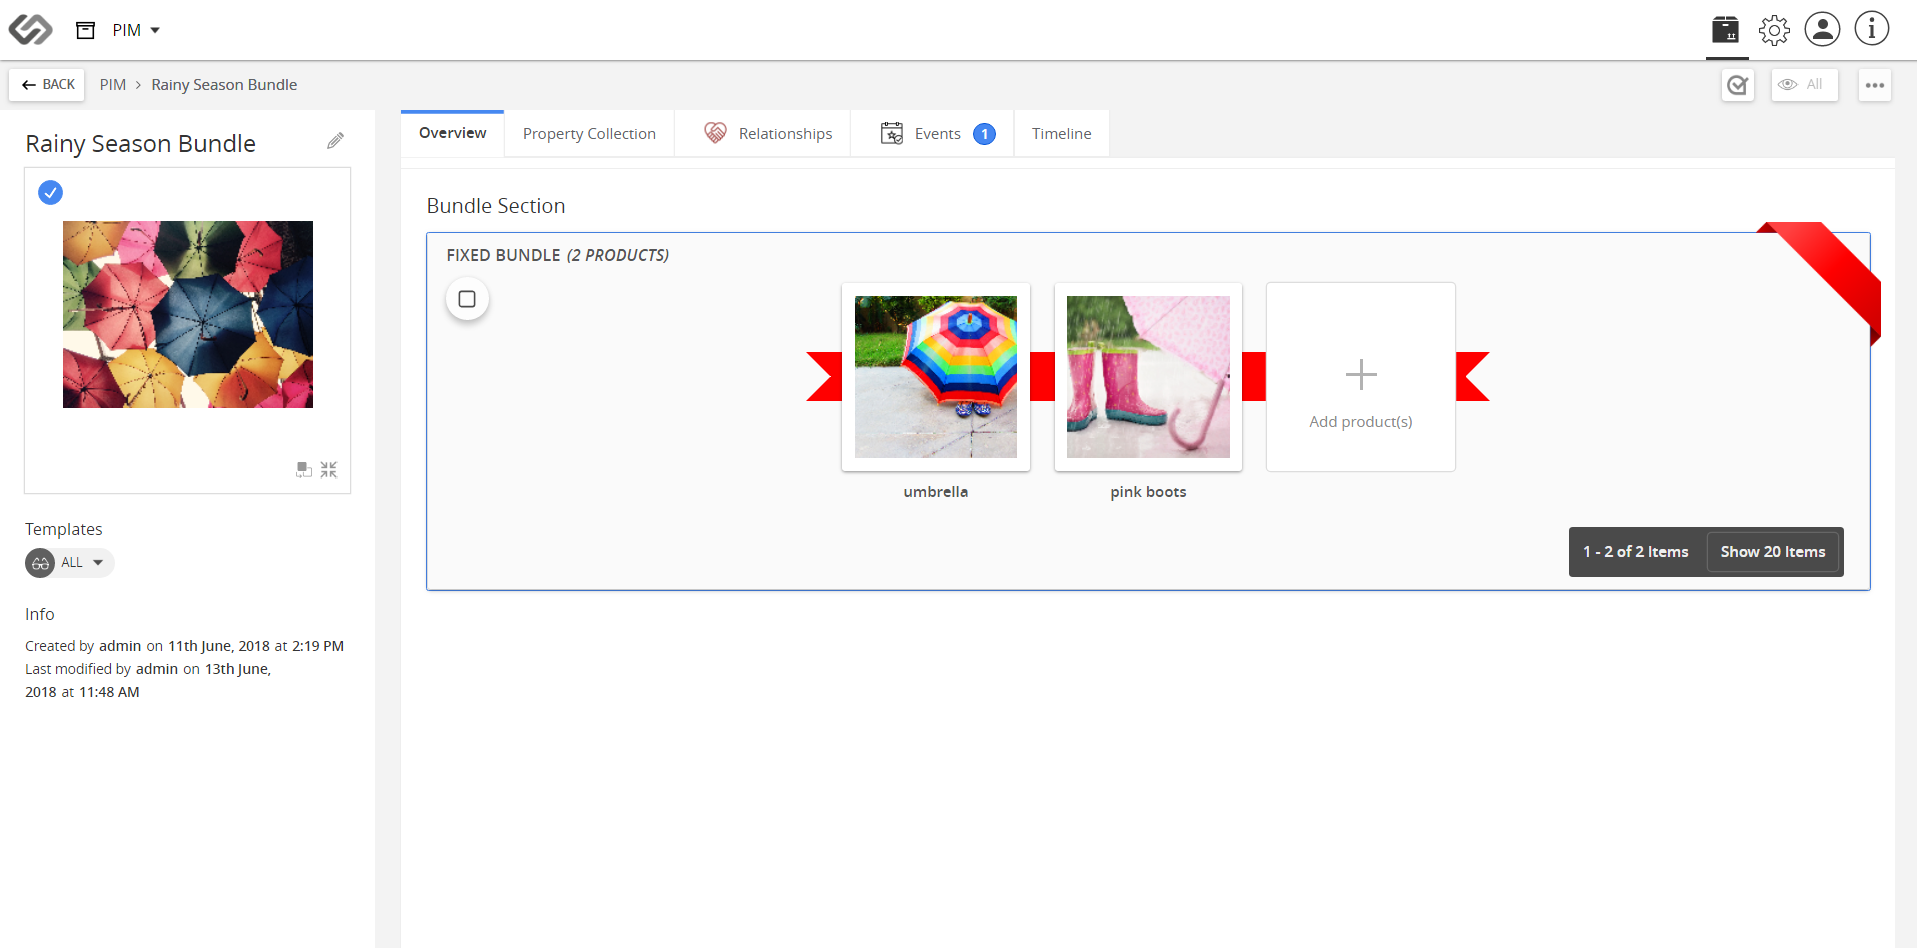 PIM
BACK
PIM > Rainy Season Bundle
All
Rainy Season Bundle
Overview
Property Collection
Relationships
Events 1
Timeline
Bundle Section
FIXED BUNDLE (2 PRODUCTS)
Add product(s)
umbrella
pink boots
1 - 2 of 2 Items
Show 20 Items
Templates
ALL
Info
Created by admin on 11th June, 2018 at 2:19 PM
Last modified by admin on 13th June,
2018 at 11:48 AM